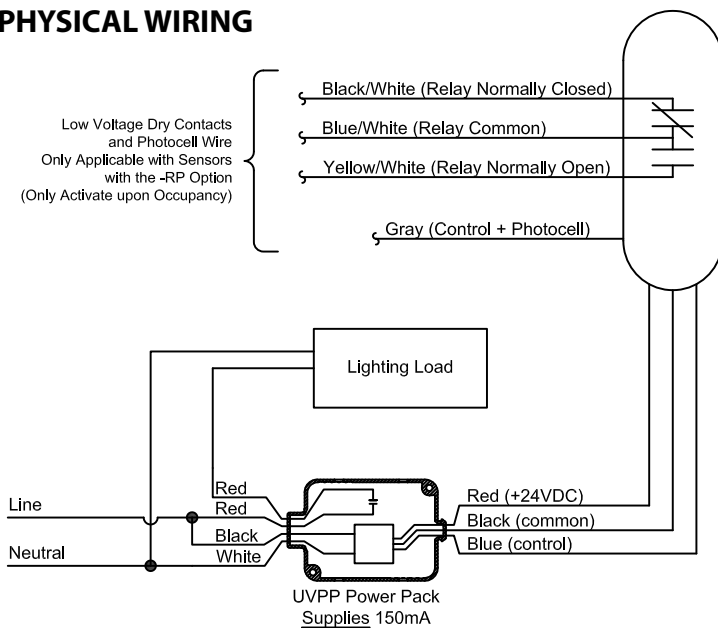 PHYSICAL WIRING
Black/White (Relay Normally Closed)
Low Voltage Dry Contacts
and Photocell Wire
Only Applicable with Sensors
with the -RP Option
(Only Activate upon Occupancy)
Blue/White (Relay Common)
Yellow/White (Relay Normally Open)
Gray (Control + Photocell)
Lighting Load
Line
Neutral
Red
Red
Black
White
Red (+24VDC)
Black (common)
Blue (control)
UVPP Power Pack
Supplies 150mA